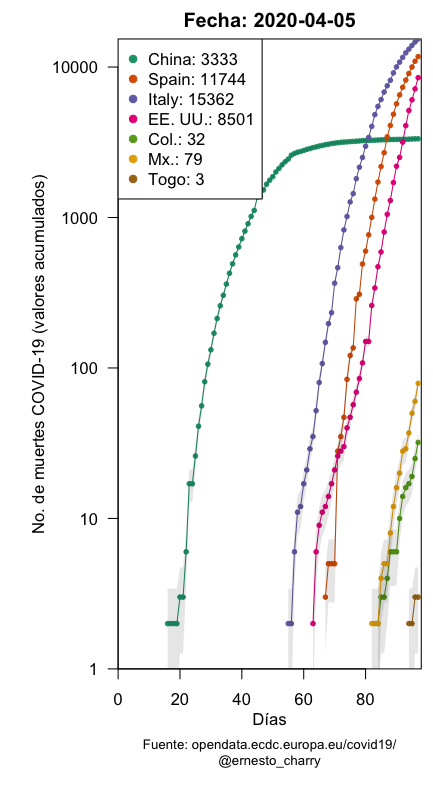 Fecha: 2020-04-05
China: 3333
Spain: 11744
Italy: 15362
EE. UU.: 8501
Col.: 32
Mx.: 79
Togo: 3
No. de muertes COVID-19 (valores acumulados)
10000
1000
100
10
1
0 20 40 60 80
Días
Fuente: opendata.ecdc.europa.eu/covid19/
@ernesto_charry